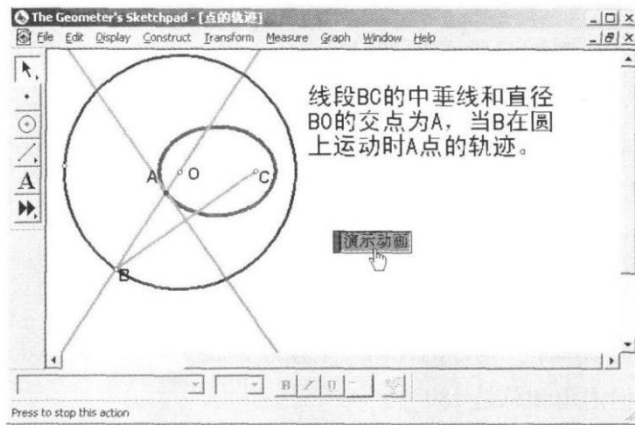 The Geometer's Sketchpad - [点的轨迹]
File Edit Display Construct Transform Measure Graph Window Help
线段BC的中垂线和直径
BO的交点为A，当B在圆
上运动时A点的轨迹。
A O C
演示动画
B
A
B I U
Press to stop this action